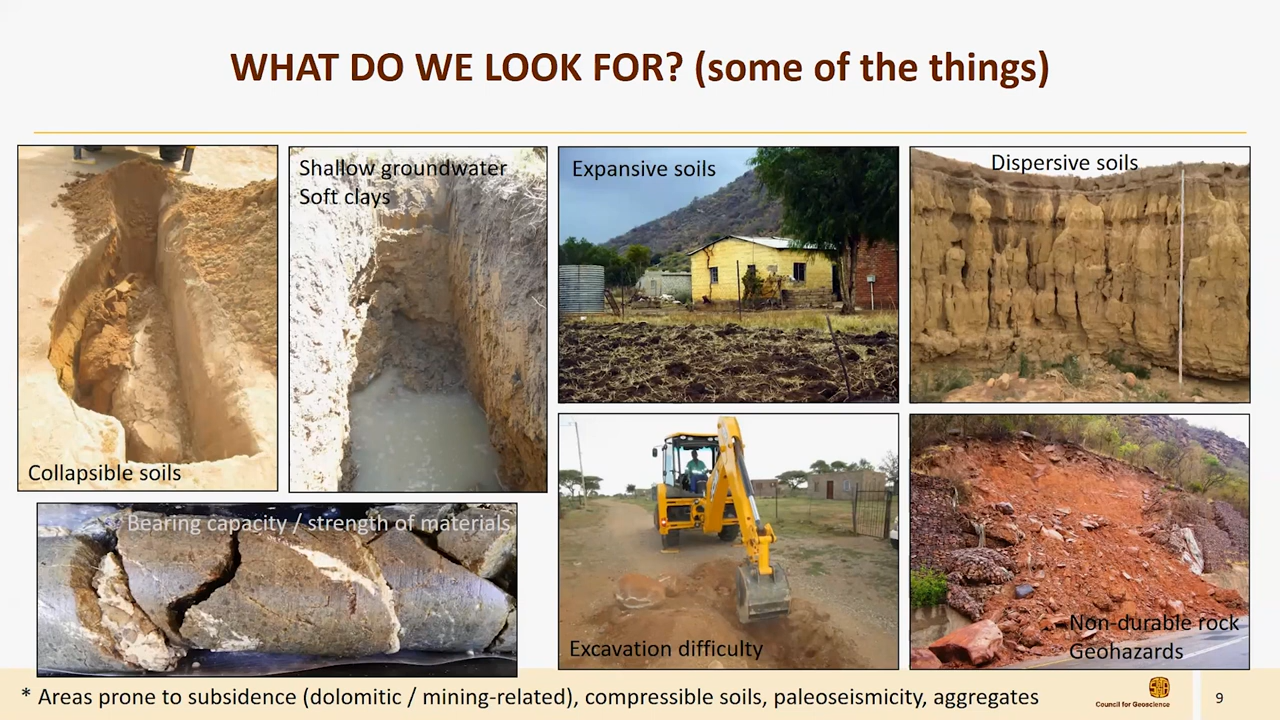 WHAT DO WE LOOK FOR? (some of the things)
Collapsible soils
Shallow groundwater
Soft clays
Expansive soils
Dispersive soils
Bearing capacity / strength of materials
Excavation difficulty
Non-durable rock
Geohazards
* Areas prone to subsidence (dolomitic / mining-related), compressible soils, paleoseismicity, aggregates
Council for Geoscience
9